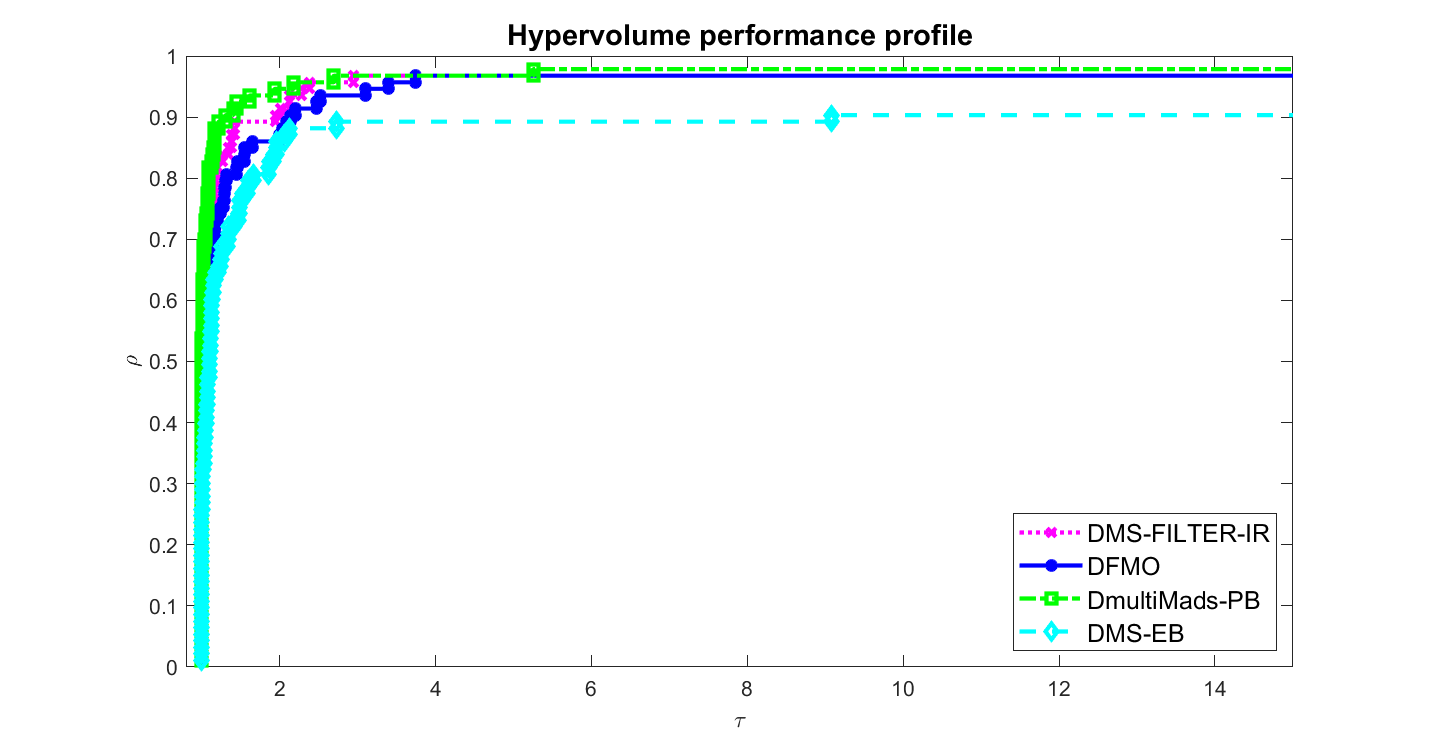 Hypervolume performance profile
1
0.9
0.8
0.7
0.6
0.5
0.4
0.3
0.2
0.1
0
ρ
2 4 6 8 10 12 14
τ
DMS-FILTER-IR
DFMO
DmultiMads-PB
DMS-EB